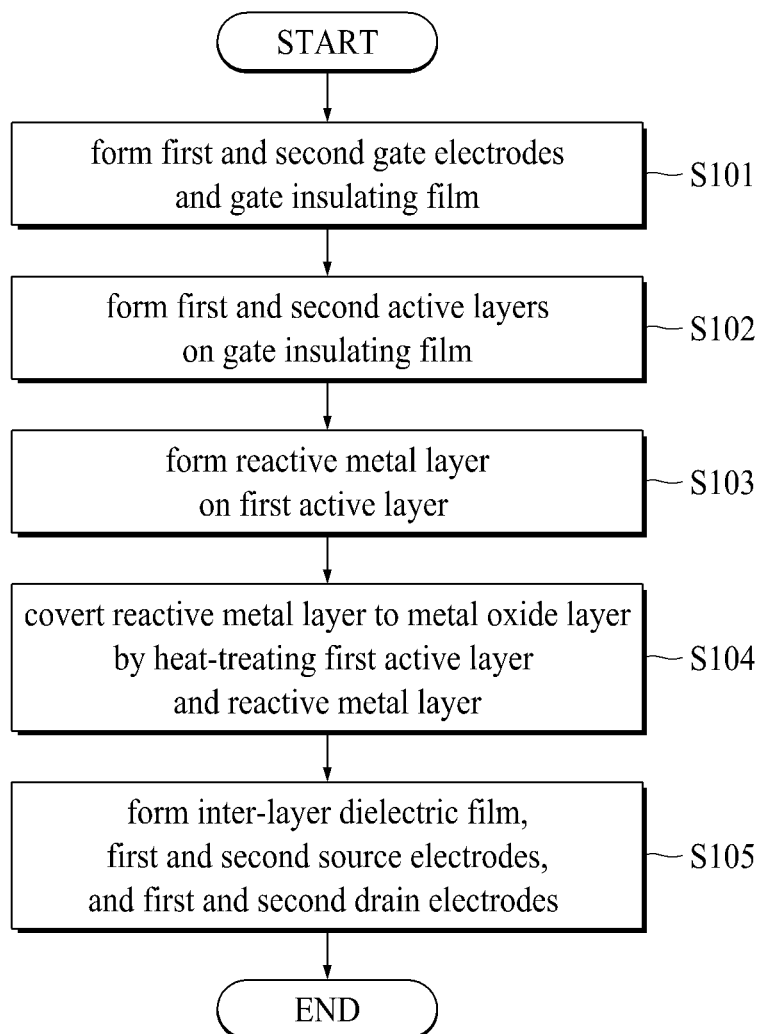 START
form first and second gate electrodes
and gate insulating film
S101
form first and second active layers
on gate insulating film
S102
form reactive metal layer
on first active layer
S103
covert reactive metal layer to metal oxide layer
by heat-treating first active layer
and reactive metal layer
S104
form inter-layer dielectric film,
first and second source electrodes,
and first and second drain electrodes
S105
END